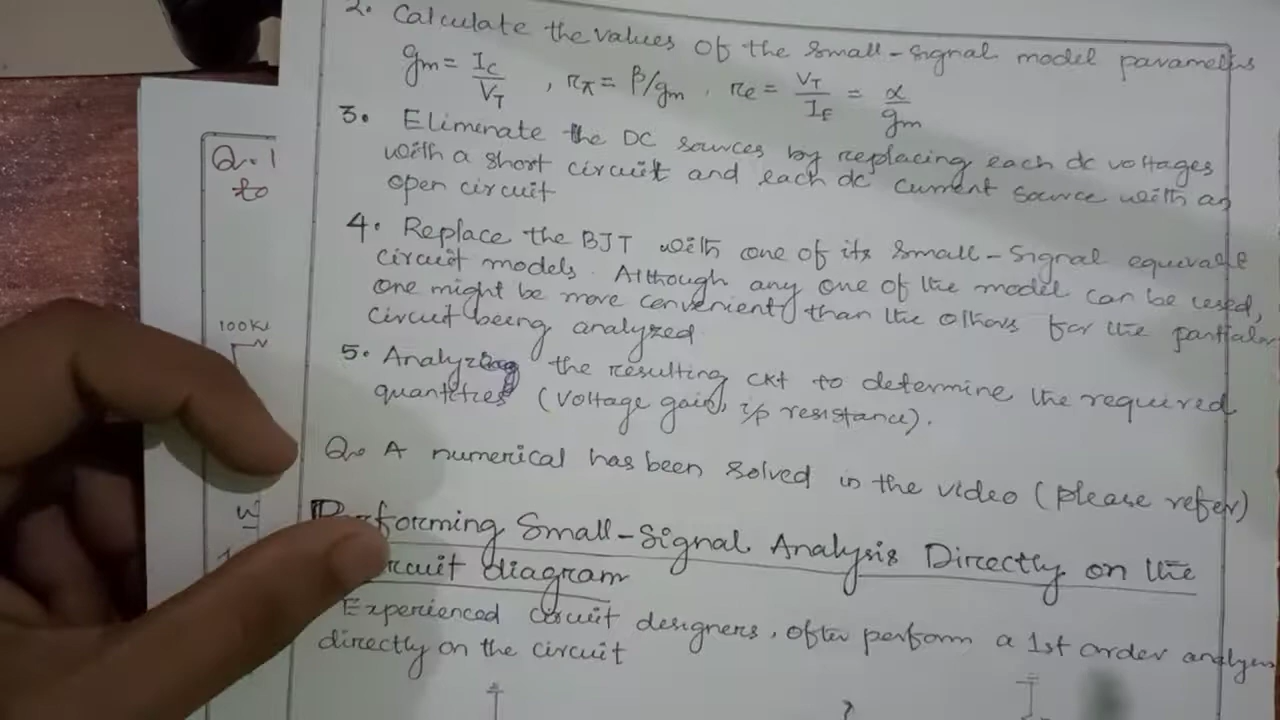 2. Calculate the values of the small-signal model parameters
gm = Ic/VT , rπ = β/gm , re = VT/IE = α/gm
3. Eliminate the DC sources by replacing each dc voltages
with a short circuit and each dc current source with an
open circuit
4. Replace the BJT with one of its small-signal equivale
circuit models. Although any one of the model can be used,
one might be more convenient than the others for the
circuit being analyzed
5. Analyzing the resulting ckt to determine the required
quantities (voltage gain, i/p resistance).
Q. A numerical has been solved in the video (please refer)
Performing Small-Signal Analysis Directly on the
circuit diagram
Experienced circuit designers, often perform a 1st order analysis
directly on the circuit
Q.1
to
100K